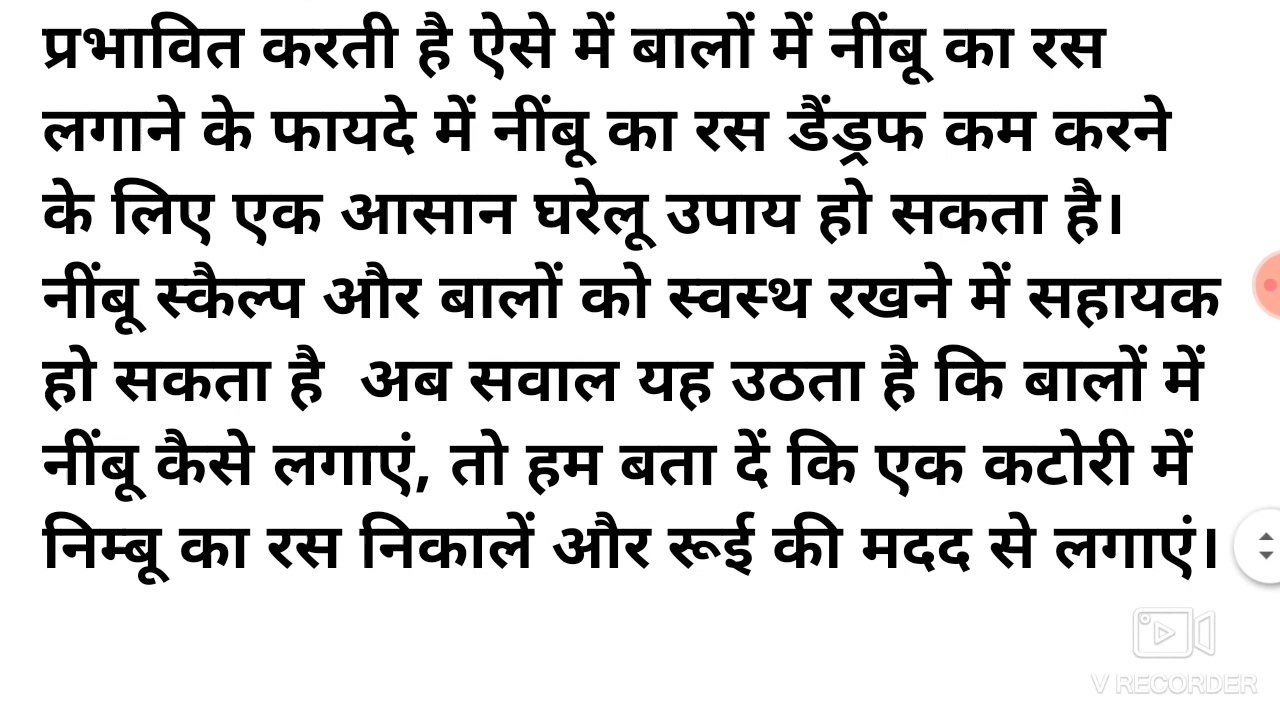 प्रभावित करती है ऐसे में बालों में नींबू का रस
लगाने के फायदे में नींबू का रस डैंड्रफ कम करने
के लिए एक आसान घरेलू उपाय हो सकता है।
नींबू स्कैल्प और बालों को स्वस्थ रखने में सहायक
हो सकता है  अब सवाल यह उठता है कि बालों में
नींबू कैसे लगाएं, तो हम बता दें कि एक कटोरी में
निम्बू का रस निकालें और रूई की मदद से लगाएं।
V RECORDER